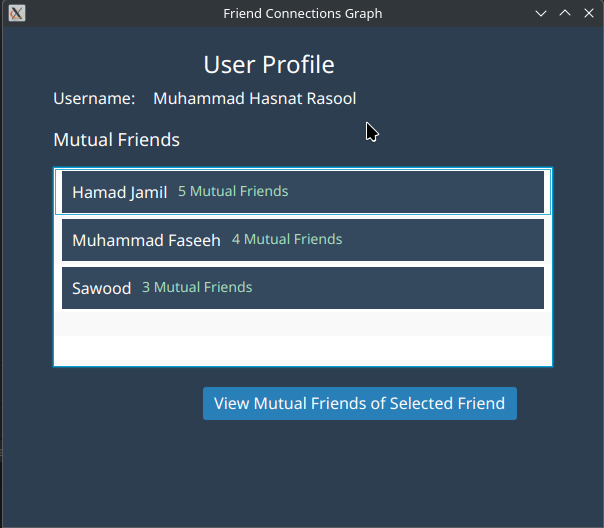 Friend Connections Graph
User Profile
Username: Muhammad Hasnat Rasool
Mutual Friends
Hamad Jamil 5 Mutual Friends
Muhammad Faseeh 4 Mutual Friends
Sawood 3 Mutual Friends
View Mutual Friends of Selected Friend